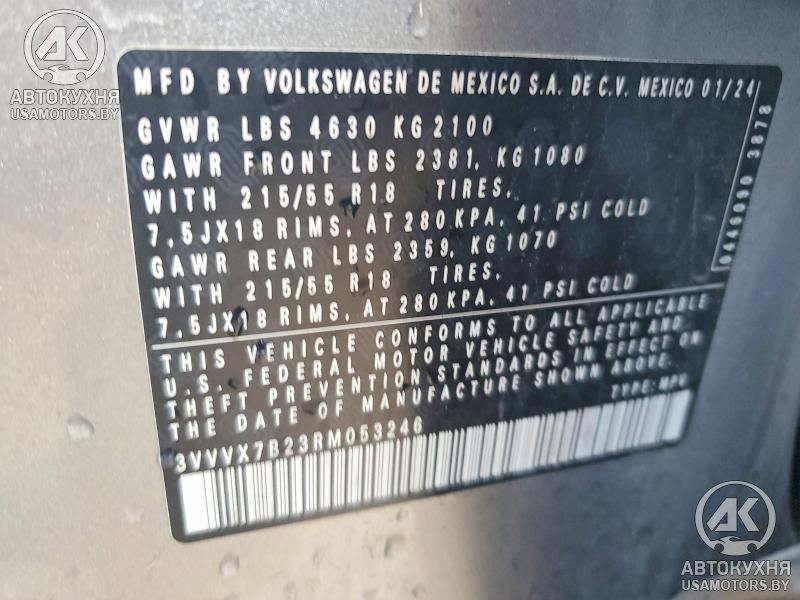 AK
АВТОКУХНЯ
USAMOTORS.BY
MFD BY VOLKSWAGEN DE MEXICO S.A. DE C.V. MEXICO 01/24
GVWR LBS 4630 KG 2100
GAWR FRONT LBS 2381, KG 1080
WITH 215/55 R18 TIRES,
7,5JX18 RIMS, AT 280 KPA, 41 PSI COLD
GAWR REAR LBS 2359, KG 1070
WITH 215/55 R18 TIRES,
7,5JX18 RIMS, AT 280 KPA, 41 PSI COLD
THIS VEHICLE CONFORMS TO ALL APPLICABLE
U.S. FEDERAL MOTOR VEHICLE SAFETY AND
THEFT PREVENTION STANDARDS IN EFFECT ON
THE DATE OF MANUFACTURE SHOWN ABOVE.
TYPE: MPV
3VVVX7B23RM053246
3878
AK
АВТОКУХНЯ
USAMOTORS.BY